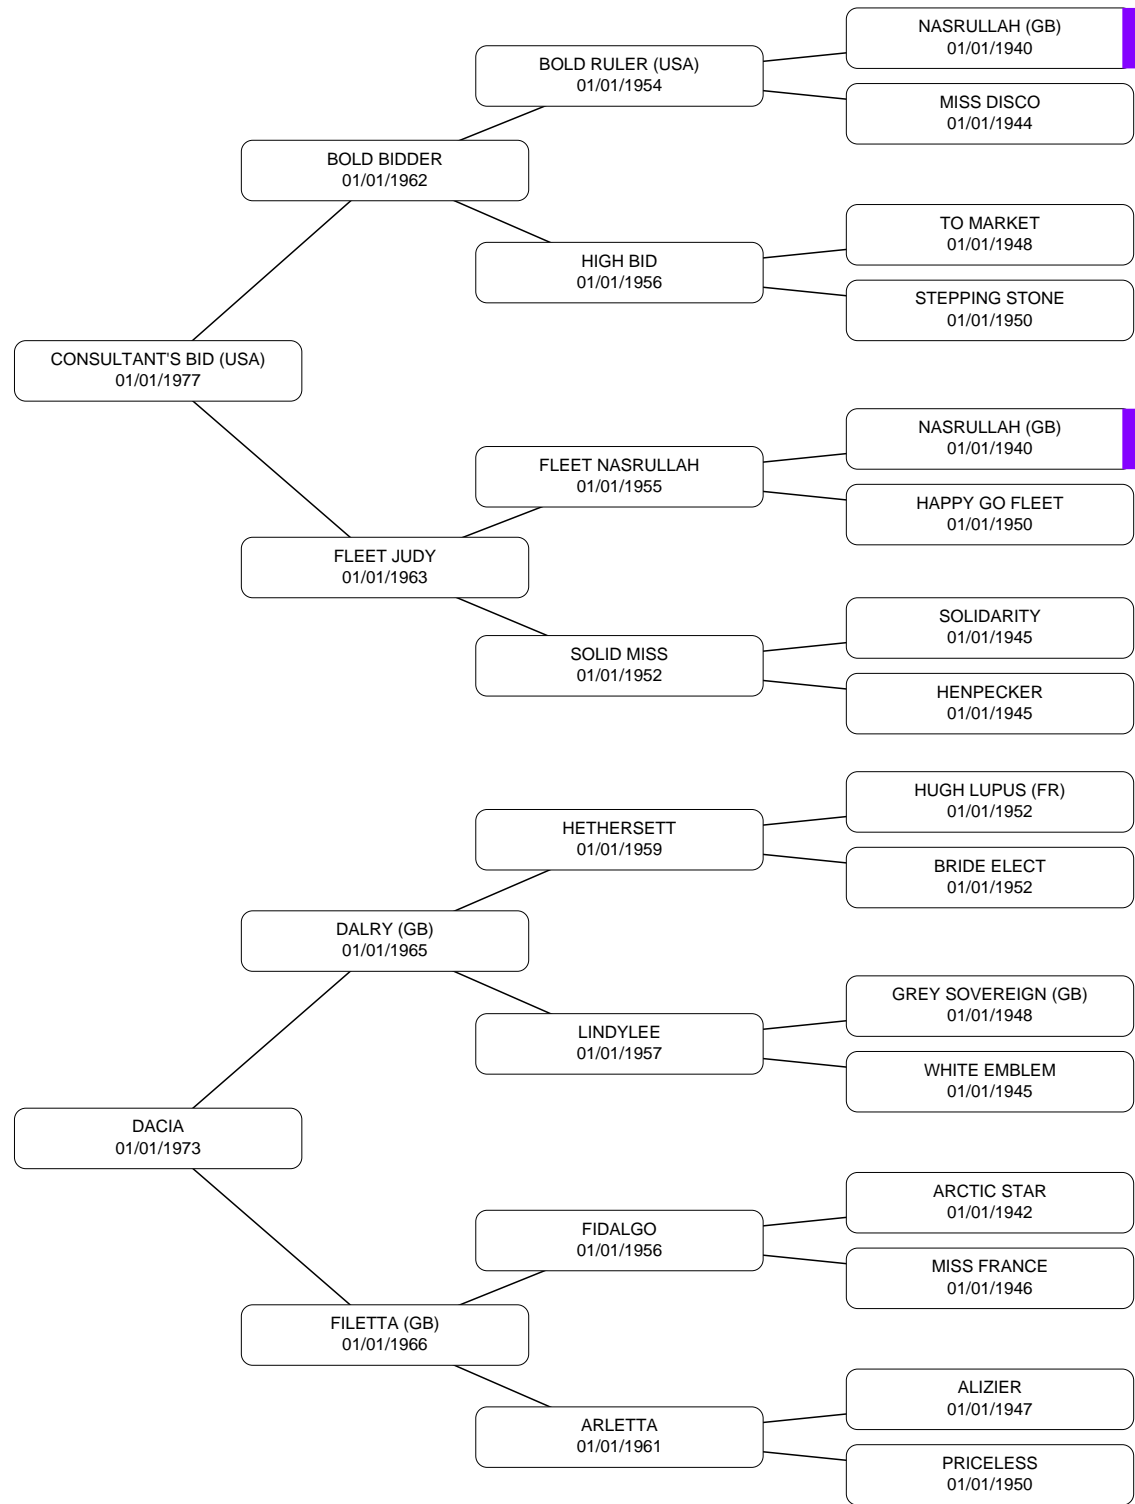 NASRULLAH (GB)
01/01/1940
BOLD RULER (USA)
01/01/1954
MISS DISCO
01/01/1944
BOLD BIDDER
01/01/1962
TO MARKET
01/01/1948
HIGH BID
01/01/1956
STEPPING STONE
01/01/1950
CONSULTANT'S BID (USA)
01/01/1977
NASRULLAH (GB)
01/01/1940
FLEET NASRULLAH
01/01/1955
HAPPY GO FLEET
01/01/1950
FLEET JUDY
01/01/1963
SOLIDARITY
01/01/1945
SOLID MISS
01/01/1952
HENPECKER
01/01/1945
HUGH LUPUS (FR)
01/01/1952
HETHERSETT
01/01/1959
BRIDE ELECT
01/01/1952
DALRY (GB)
01/01/1965
GREY SOVEREIGN (GB)
01/01/1948
LINDYLEE
01/01/1957
WHITE EMBLEM
01/01/1945
DACIA
01/01/1973
ARCTIC STAR
01/01/1942
FIDALGO
01/01/1956
MISS FRANCE
01/01/1946
FILETTA (GB)
01/01/1966
ALIZIER
01/01/1947
ARLETTA
01/01/1961
PRICELESS
01/01/1950